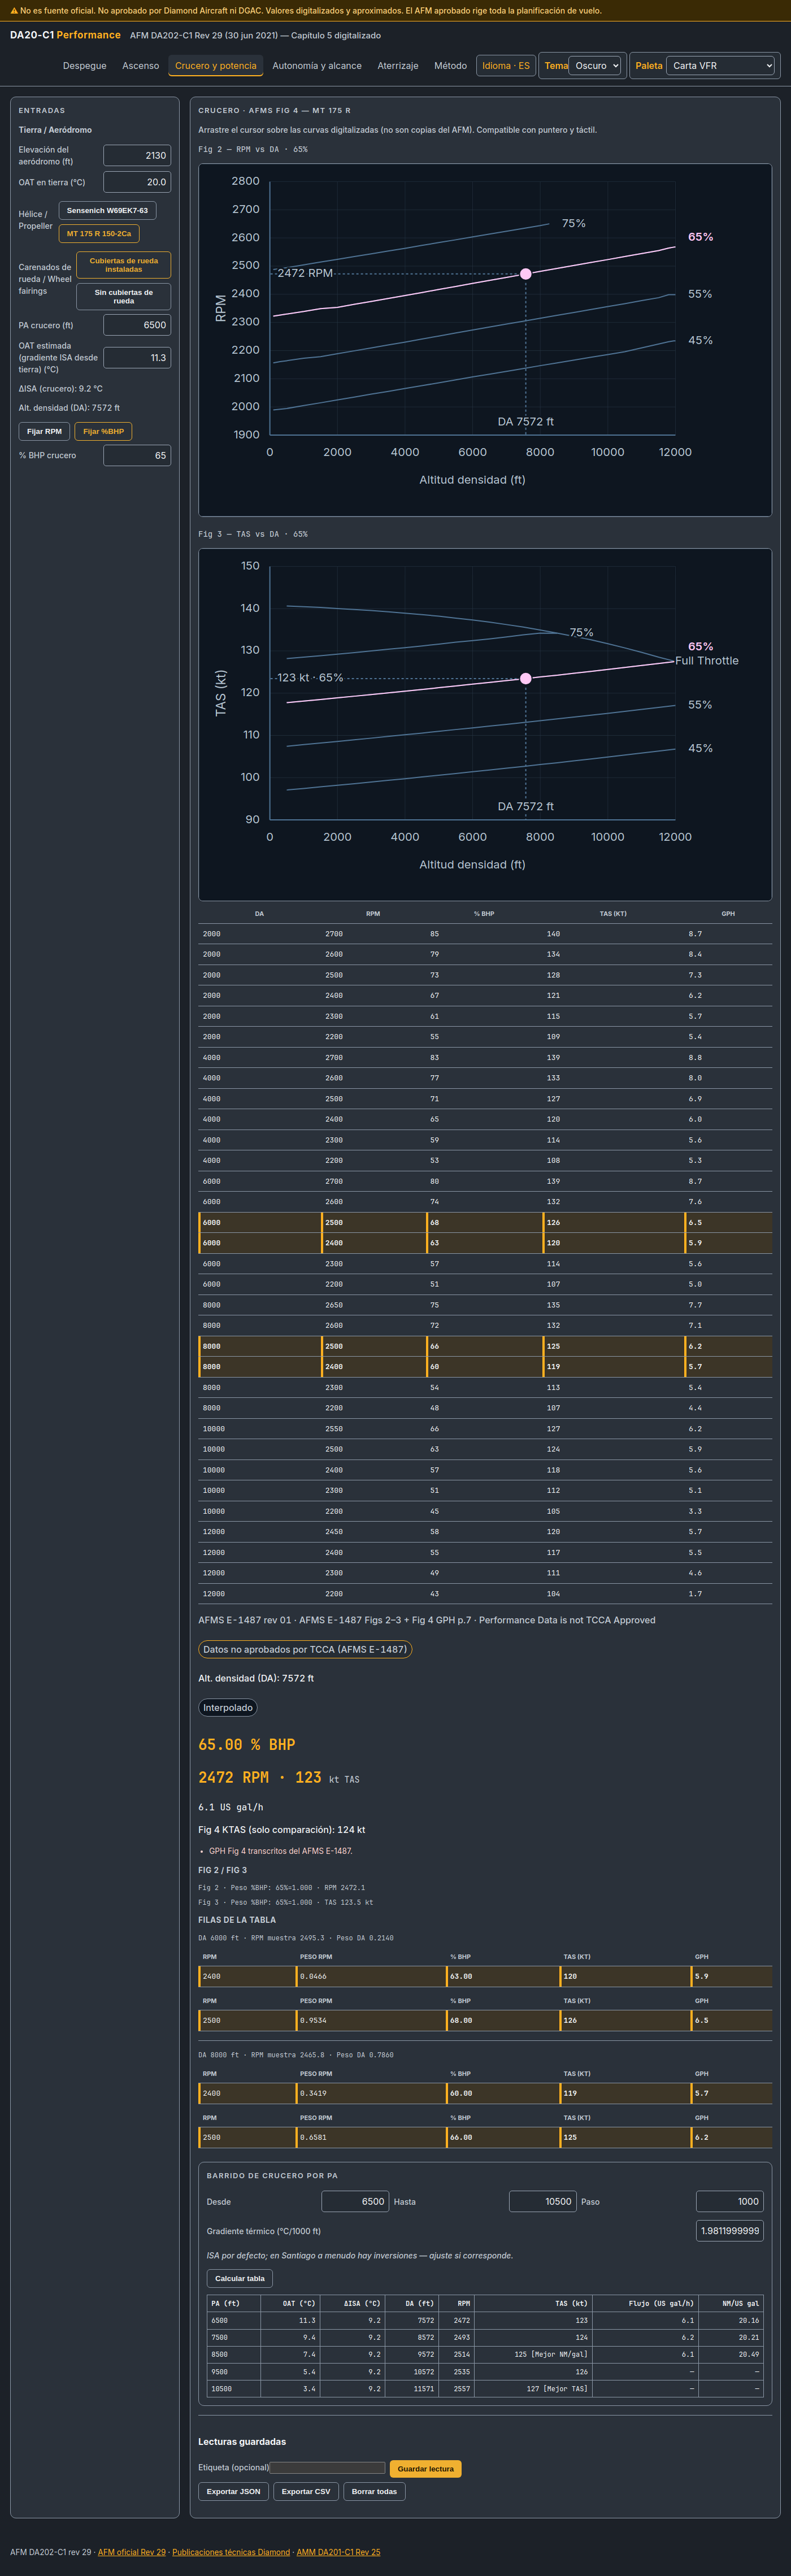 ⚠ No es fuente oficial. No aprobado por Diamond Aircraft ni DGAC. Valores digitalizados y aproximados. El AFM aprobado rige toda la planificación de vuelo.
DA20-C1 Performance AFM DA202-C1 Rev 29 (30 jun 2021) — Capítulo 5 digitalizado
Despegue Ascenso Crucero y potencia Autonomía y alcance Aterrizaje Método Idioma · ES Tema Oscuro Paleta Carta VFR
ENTRADAS
Tierra / Aeródromo
Elevación del aeródromo (ft) 2130
OAT en tierra (°C) 20.0
Hélice / Propeller
Sensenich W69EK7-63
MT 175 R 150-2Ca
Carenados de rueda / Wheel fairings
Cubiertas de rueda instaladas
Sin cubiertas de rueda
PA crucero (ft) 6500
OAT estimada (gradiente ISA desde tierra) (°C) 11.3
ΔISA (crucero): 9.2 °C
Alt. densidad (DA): 7572 ft
Fijar RPM Fijar %BHP
% BHP crucero 65
CRUCERO · AFMS FIG 4 — MT 175 R
Arrastre el cursor sobre las curvas digitalizadas (no son copias del AFM). Compatible con puntero y táctil.
Fig 2 — RPM vs DA · 65%
2800
2700
2600
2500
2400
2300
2200
2100
2000
1900
RPM
75%
65%
55%
45%
2472 RPM
DA 7572 ft
0 2000 4000 6000 8000 10000 12000
Altitud densidad (ft)
Fig 3 — TAS vs DA · 65%
150
140
130
120
110
100
90
TAS (kt)
75%
65%
Full Throttle
55%
45%
123 kt · 65%
DA 7572 ft
0 2000 4000 6000 8000 10000 12000
Altitud densidad (ft)
DA RPM % BHP TAS (KT) GPH
2000 2700 85 140 8.7
2000 2600 79 134 8.4
2000 2500 73 128 7.3
2000 2400 67 121 6.2
2000 2300 61 115 5.7
2000 2200 55 109 5.4
4000 2700 83 139 8.8
4000 2600 77 133 8.0
4000 2500 71 127 6.9
4000 2400 65 120 6.0
4000 2300 59 114 5.6
4000 2200 53 108 5.3
6000 2700 80 139 8.7
6000 2600 74 132 7.6
6000 2500 68 126 6.5
6000 2400 63 120 5.9
6000 2300 57 114 5.6
6000 2200 51 107 5.0
8000 2650 75 135 7.7
8000 2600 72 132 7.1
8000 2500 66 125 6.2
8000 2400 60 119 5.7
8000 2300 54 113 5.4
8000 2200 48 107 4.4
10000 2550 66 127 6.2
10000 2500 63 124 5.9
10000 2400 57 118 5.6
10000 2300 51 112 5.1
10000 2200 45 105 3.3
12000 2450 58 120 5.7
12000 2400 55 117 5.5
12000 2300 49 111 4.6
12000 2200 43 104 1.7
AFMS E-1487 rev 01 · AFMS E-1487 Figs 2–3 + Fig 4 GPH p.7 · Performance Data is not TCCA Approved
Datos no aprobados por TCCA (AFMS E-1487)
Alt. densidad (DA): 7572 ft
Interpolado
65.00 % BHP
2472 RPM · 123 kt TAS
6.1 US gal/h
Fig 4 KTAS (solo comparación): 124 kt
• GPH Fig 4 transcritos del AFMS E-1487.
FIG 2 / FIG 3
Fig 2 · Peso %BHP: 65%=1.000 · RPM 2472.1
Fig 3 · Peso %BHP: 65%=1.000 · TAS 123.5 kt
FILAS DE LA TABLA
DA 6000 ft · RPM muestra 2495.3 · Peso DA 0.2140
RPM PESO RPM % BHP TAS (KT) GPH
2400 0.0466 63.00 120 5.9
RPM PESO RPM % BHP TAS (KT) GPH
2500 0.9534 68.00 126 6.5
DA 8000 ft · RPM muestra 2465.8 · Peso DA 0.7860
RPM PESO RPM % BHP TAS (KT) GPH
2400 0.3419 60.00 119 5.7
RPM PESO RPM % BHP TAS (KT) GPH
2500 0.6581 66.00 125 6.2
BARRIDO DE CRUCERO POR PA
Desde 6500 Hasta 10500 Paso 1000
Gradiente térmico (°C/1000 ft) 1.9811999999
ISA por defecto; en Santiago a menudo hay inversiones — ajuste si corresponde.
Calcular tabla
PA (ft) OAT (°C) ΔISA (°C) DA (ft) RPM TAS (kt) Flujo (US gal/h) NM/US gal
6500 11.3 9.2 7572 2472 123 6.1 20.16
7500 9.4 9.2 8572 2493 124 6.2 20.21
8500 7.4 9.2 9572 2514 125 [Mejor NM/gal] 6.1 20.49
9500 5.4 9.2 10572 2535 126 — —
10500 3.4 9.2 11571 2557 127 [Mejor TAS] — —
Lecturas guardadas
Etiqueta (opcional) Guardar lectura
Exportar JSON Exportar CSV Borrar todas
AFM DA202-C1 rev 29 · AFM oficial Rev 29 · Publicaciones técnicas Diamond · AMM DA201-C1 Rev 25